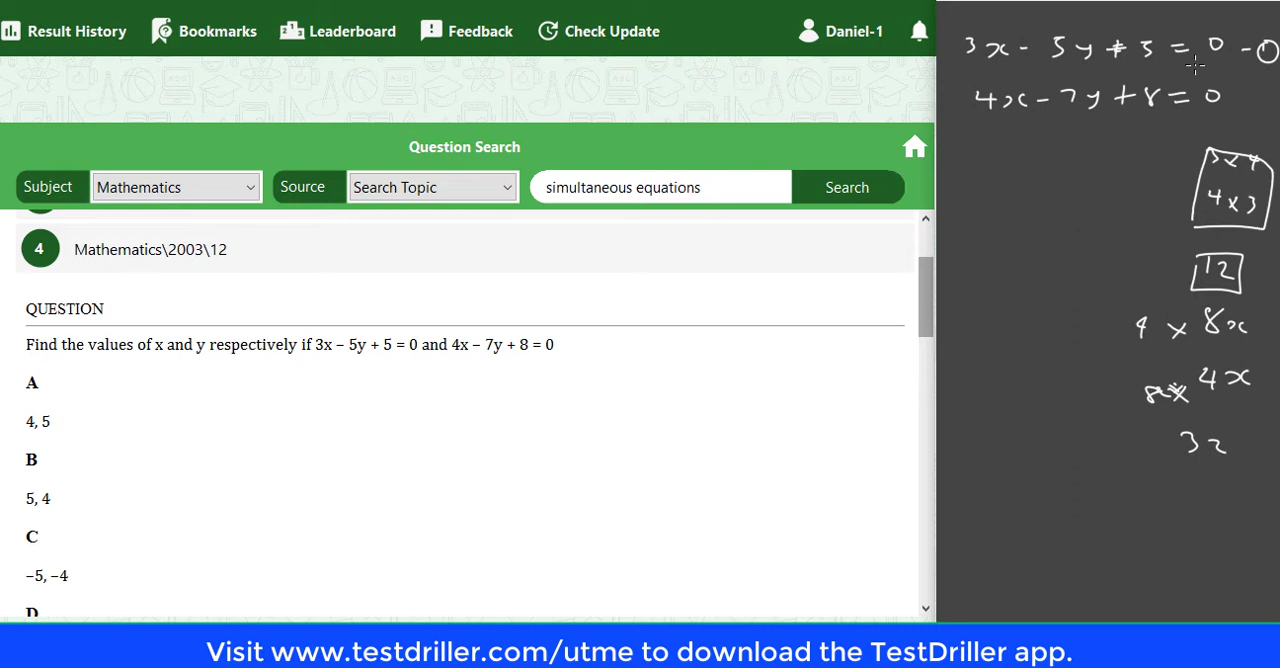 Result History Bookmarks Leaderboard Feedback Check Update Daniel-1
Question Search
Subject Mathematics Source Search Topic simultaneous equations Search
4 Mathematics\2003\12
QUESTION
Find the values of x and y respectively if 3x − 5y + 5 = 0 and 4x − 7y + 8 = 0
A
4, 5
B
5, 4
C
−5, −4
D
3x - 5y + 5 = 0 - ①
4x - 7y + 8 = 0
3 x 4
4 x 3
12
4 x 8x
4x
32
Visit www.testdriller.com/utme to download the TestDriller app.